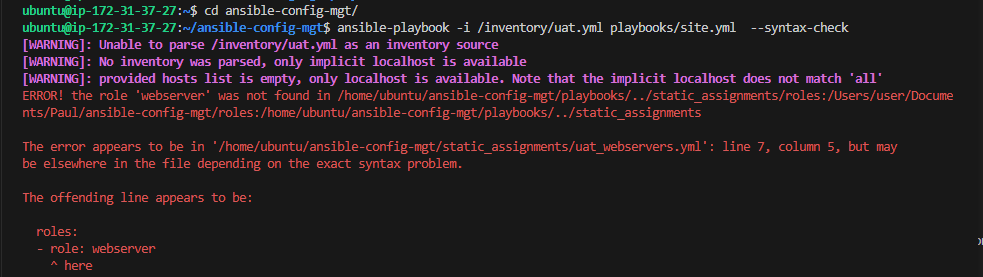 ubuntu@ip-172-31-37-27:~$ cd ansible-config-mgt/
ubuntu@ip-172-31-37-27:~/ansible-config-mgt$ ansible-playbook -i /inventory/uat.yml playbooks/site.yml  --syntax-check
[WARNING]: Unable to parse /inventory/uat.yml as an inventory source
[WARNING]: No inventory was parsed, only implicit localhost is available
[WARNING]: provided hosts list is empty, only localhost is available. Note that the implicit localhost does not match 'all'
ERROR! the role 'webserver' was not found in /home/ubuntu/ansible-config-mgt/playbooks/../static_assignments/roles:/Users/user/Docume
nts/Paul/ansible-config-mgt/roles:/home/ubuntu/ansible-config-mgt/playbooks/../static_assignments

The error appears to be in '/home/ubuntu/ansible-config-mgt/static_assignments/uat_webservers.yml': line 7, column 5, but may
be elsewhere in the file depending on the exact syntax problem.

The offending line appears to be:

  roles:
  - role: webserver
    ^ here